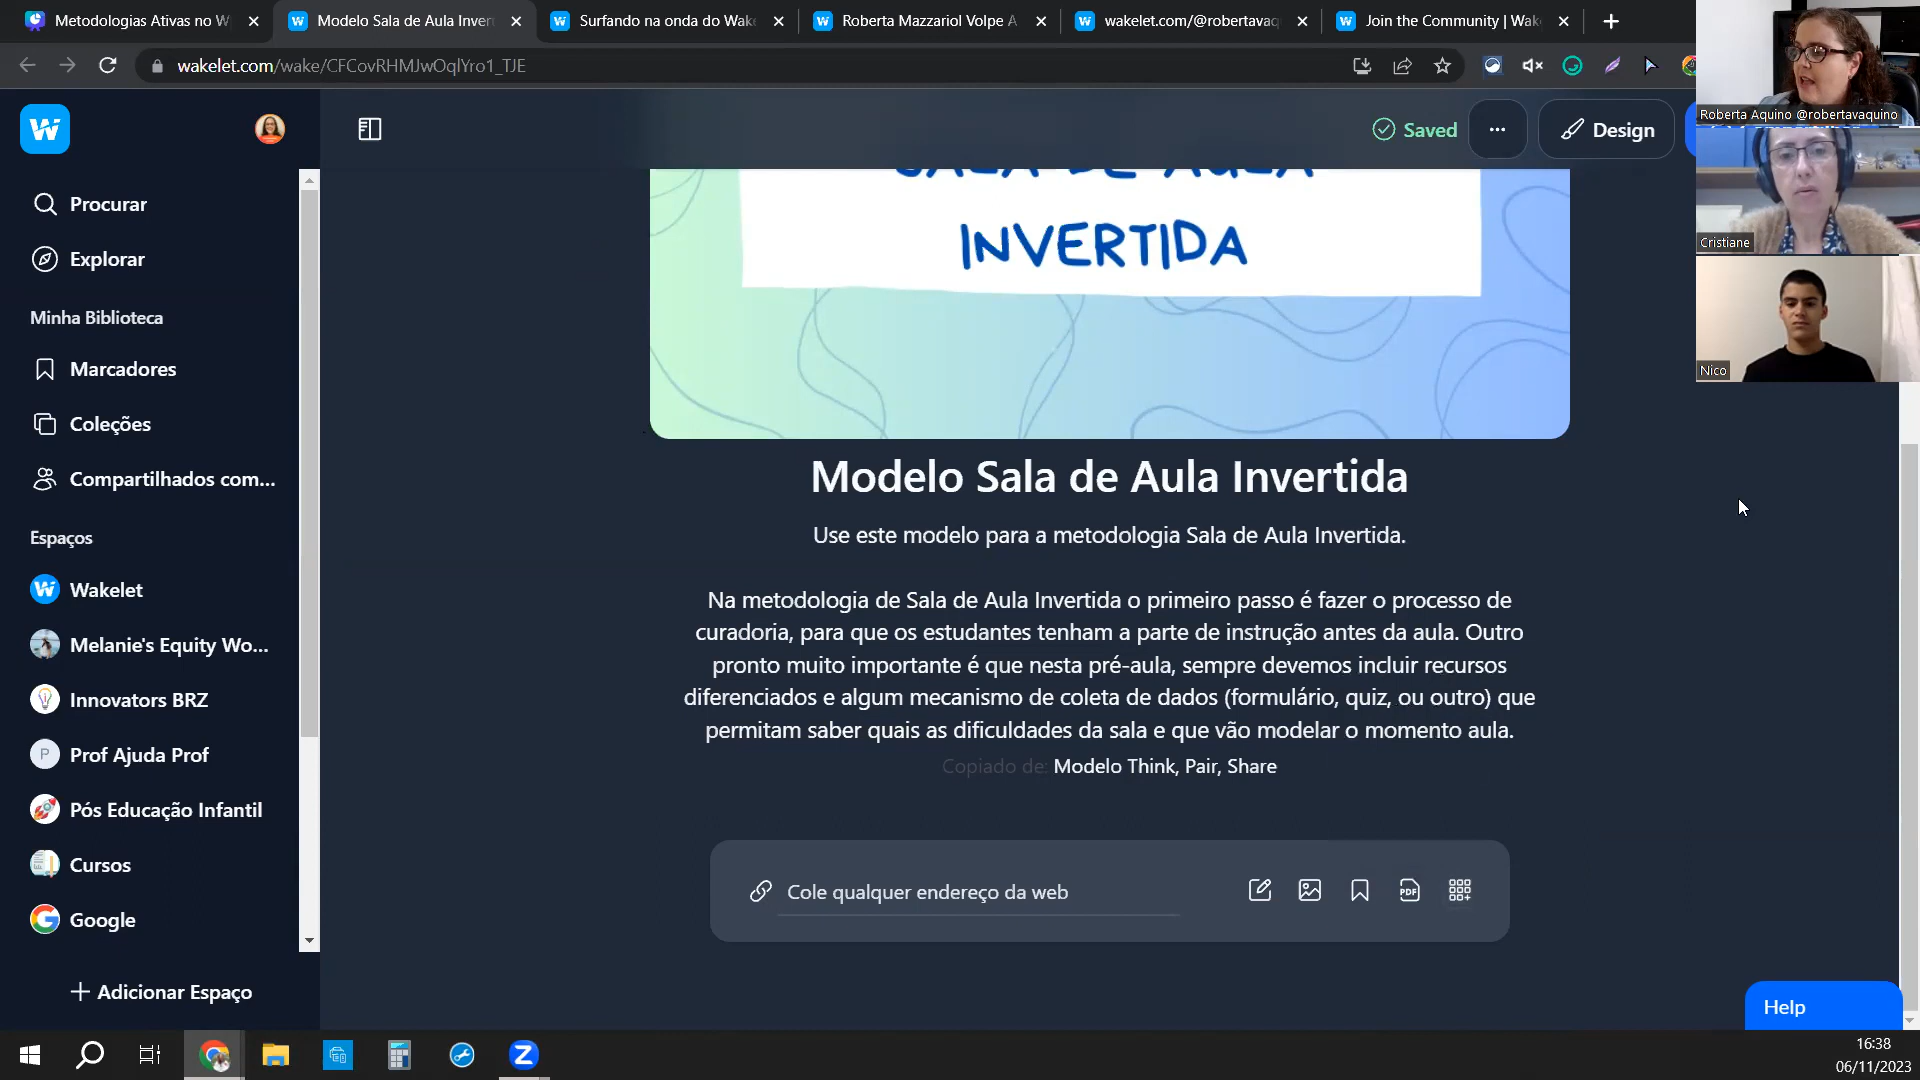 Metodologias Ativas no W
Modelo Sala de Aula Inver
Surfando na onda do Wake
Roberta Mazzariol Volpe A
wakelet.com/@robertavaq
Join the Community | Wak
wakelet.com/wake/CFCovRHMJwOqlYro1_TJE
Roberta Aquino @robertavaquino
Cristiane
Nico
Saved
Design
Procurar
Explorar
Minha Biblioteca
Marcadores
Coleções
Compartilhados com...
Espaços
Wakelet
Melanie's Equity Wo...
Innovators BRZ
P Prof Ajuda Prof
Pós Educação Infantil
Cursos
Google
+ Adicionar Espaço
SALA DE AULA
INVERTIDA
Modelo Sala de Aula Invertida
Use este modelo para a metodologia Sala de Aula Invertida.
Na metodologia de Sala de Aula Invertida o primeiro passo é fazer o processo de
curadoria, para que os estudantes tenham a parte de instrução antes da aula. Outro
pronto muito importante é que nesta pré-aula, sempre devemos incluir recursos
diferenciados e algum mecanismo de coleta de dados (formulário, quiz, ou outro) que
permitam saber quais as dificuldades da sala e que vão modelar o momento aula.
Copiado de: Modelo Think, Pair, Share
Cole qualquer endereço da web
PDF
Help
16:38
06/11/2023